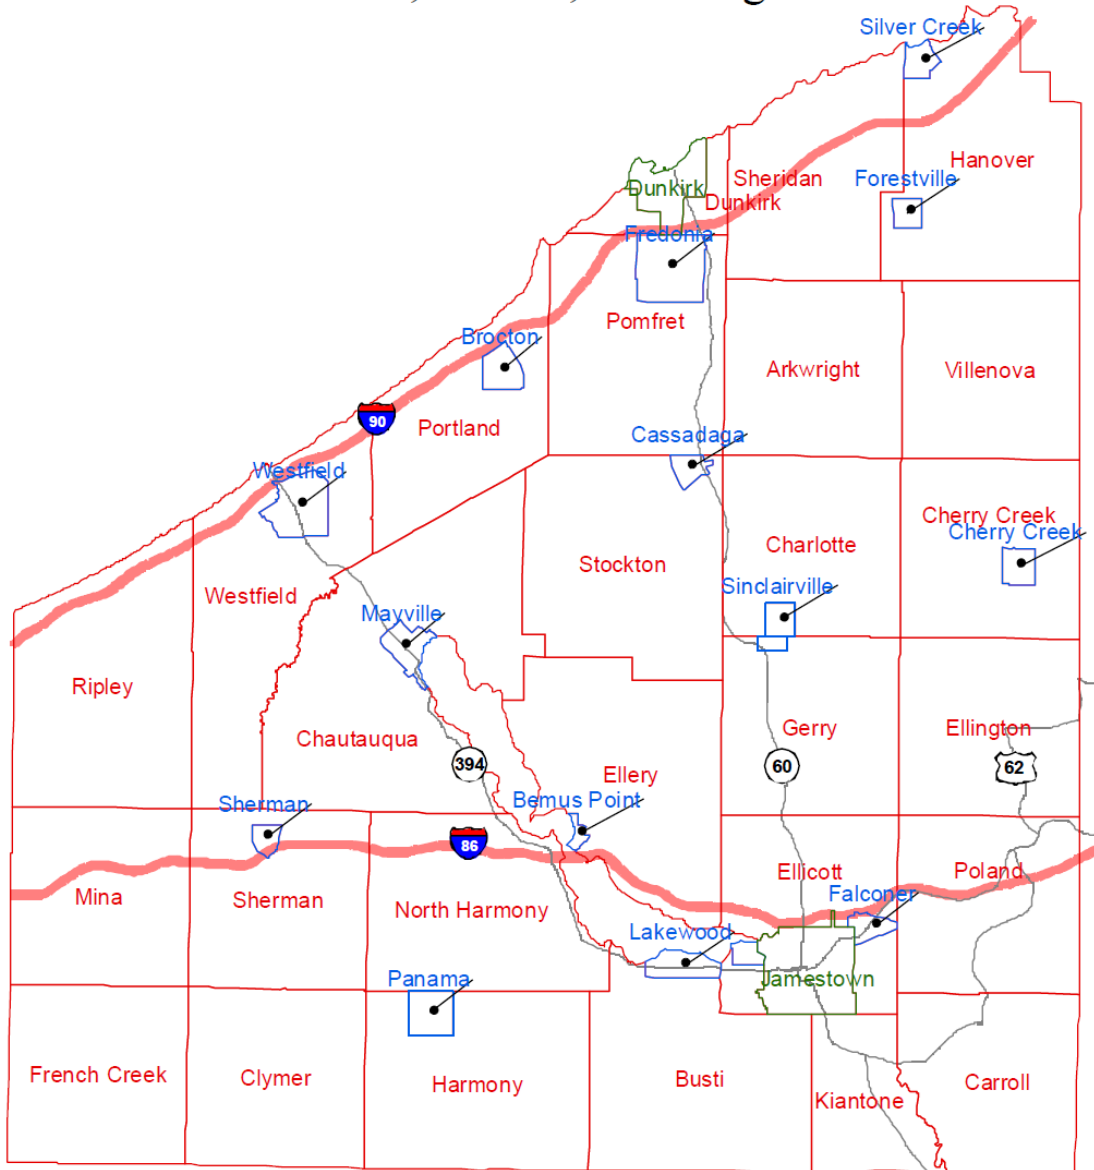 Silver Creek
Hanover
Sheridan
Forestville
Dunkirk
Dunkirk
Fredonia
Pomfret
Brocton
Arkwright
Villenova
90
Portland
Cassadaga
Westfield
Cherry Creek
Cherry Creek
Charlotte
Stockton
Sinclairville
Westfield
Mayville
Ripley
Chautauqua
Gerry
Ellington
394
60
62
Ellery
Sherman
Bemus Point
86
Mina
Sherman
North Harmony
Ellicott
Poland
Falconer
Lakewood
Jamestown
Panama
French Creek
Clymer
Harmony
Busti
Kiantone
Carroll